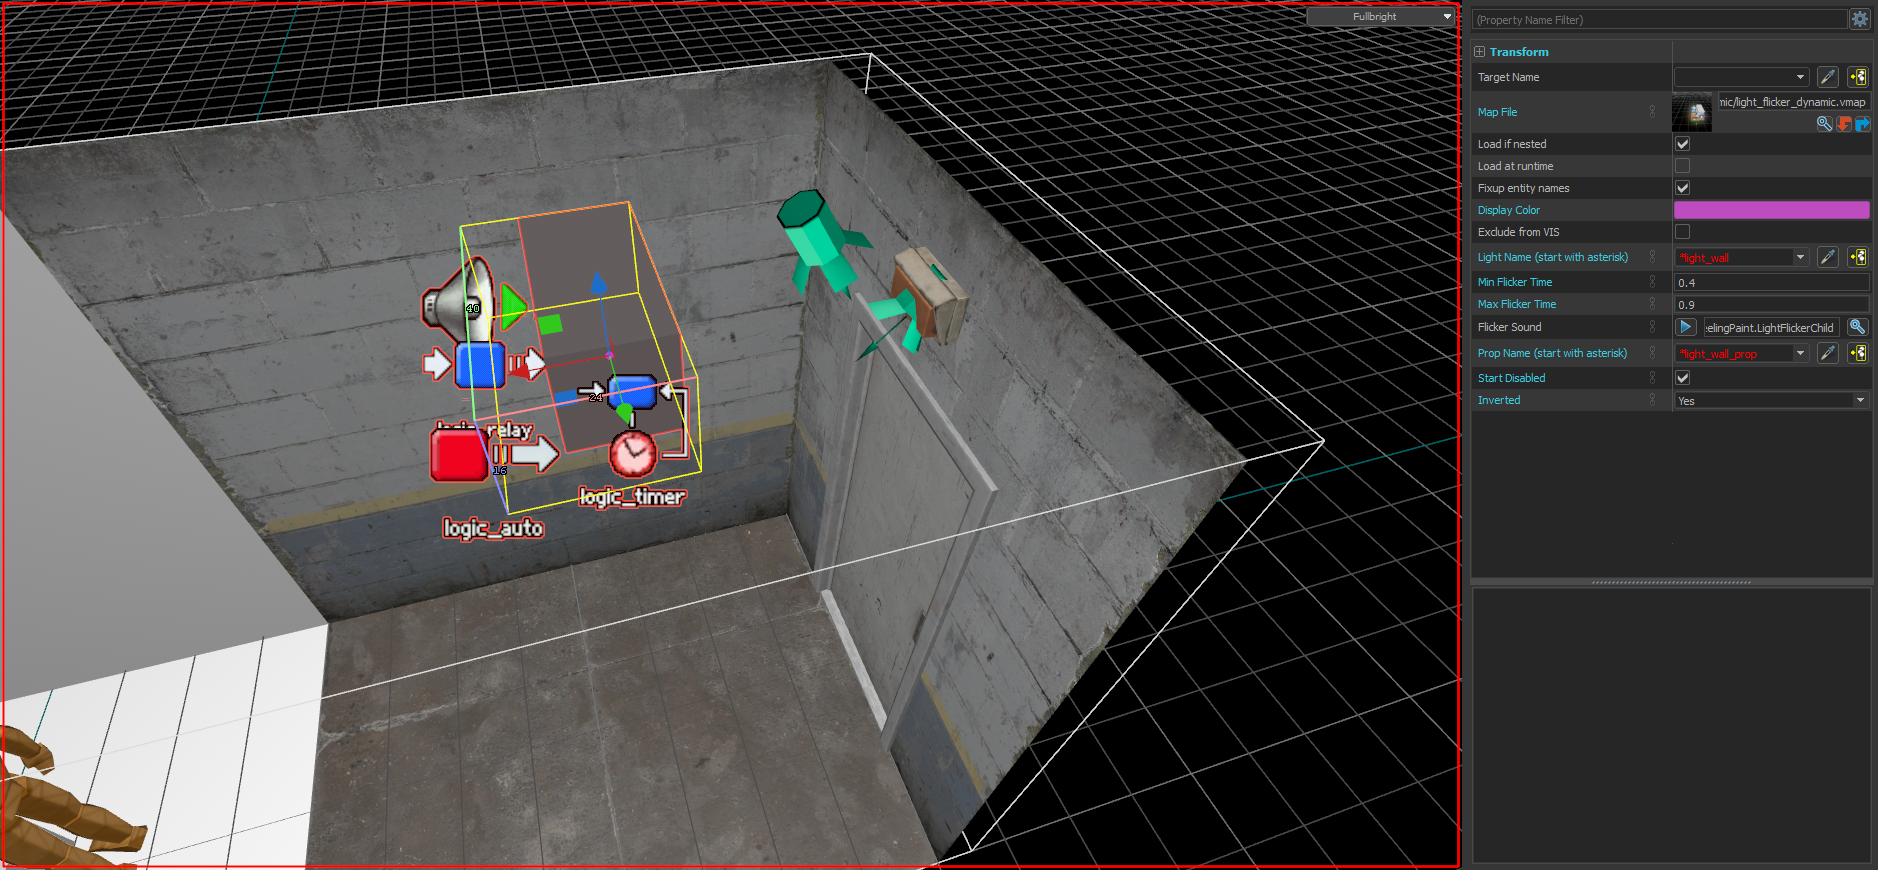 Fullbright
40
logic_relay
24
16
logic_timer
logic_auto
(Property Name Filter)
Transform
Target Name
Map File
nic/light_flicker_dynamic.vmap
Load if nested
Load at runtime
Fixup entity names
Display Color
Exclude from VIS
Light Name (start with asterisk)
*light_wall
Min Flicker Time
0.4
Max Flicker Time
0.9
Flicker Sound
elingPaint.LightFlickerChild
Prop Name (start with asterisk)
*light_wall_prop
Start Disabled
Inverted
Yes